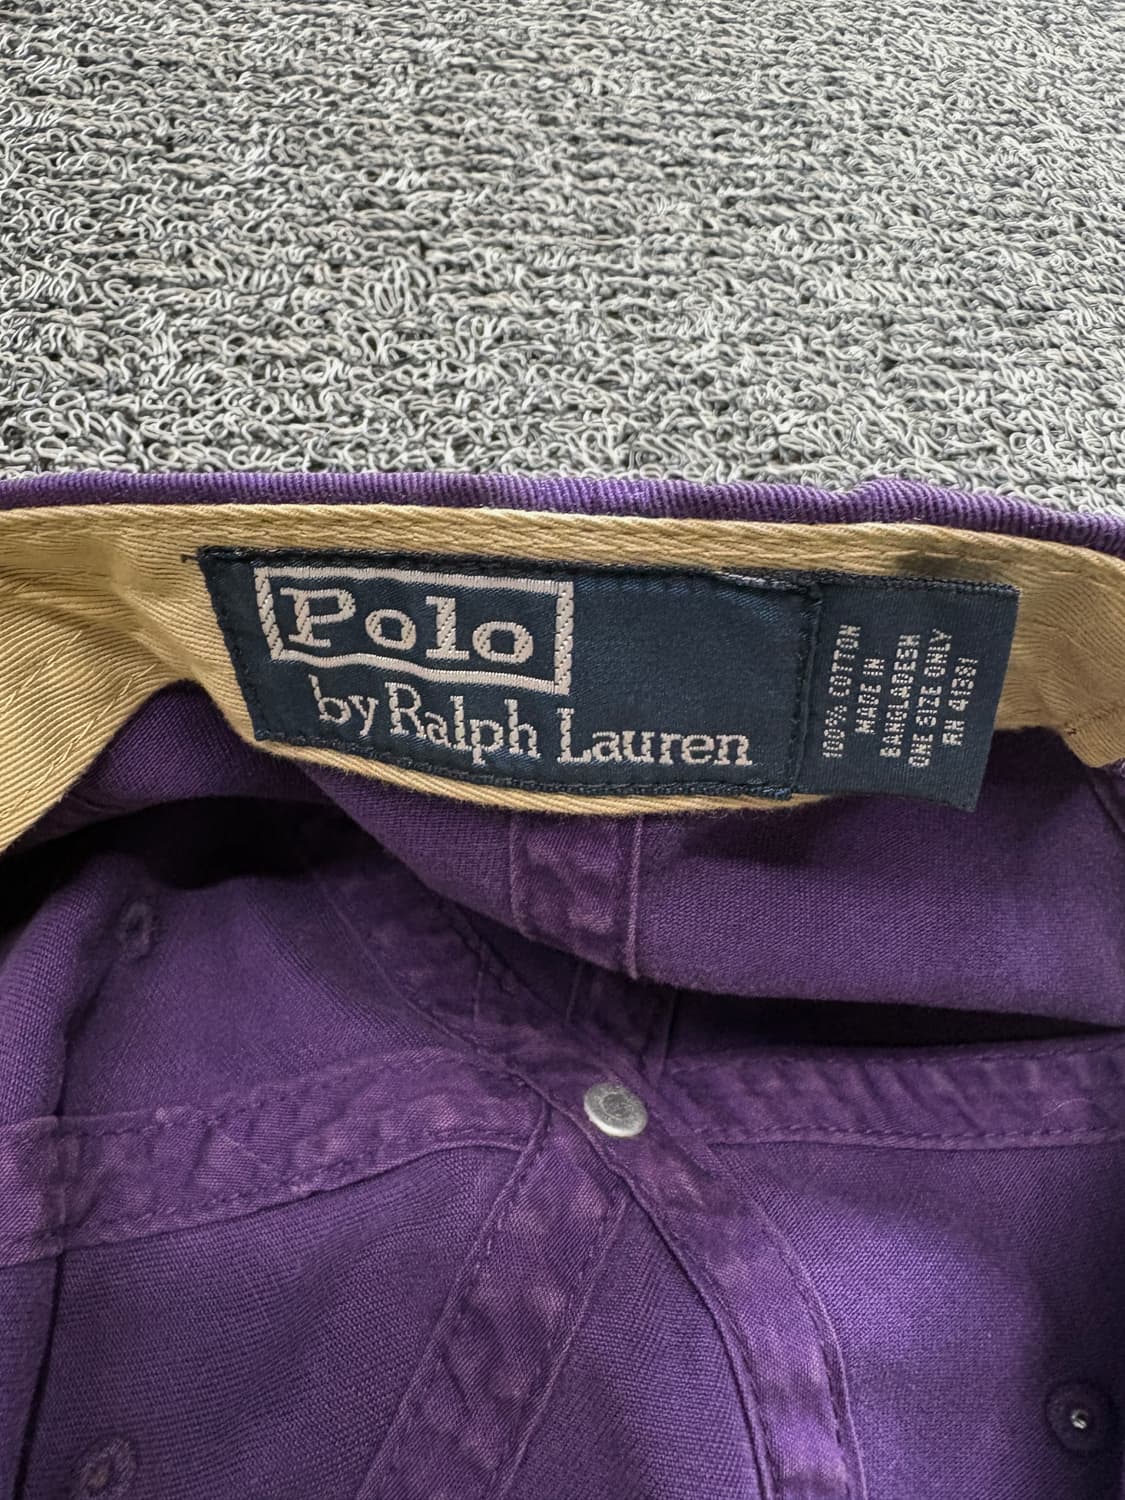 Polo
by Ralph Lauren
100% COTTON
MADE IN
BANGLADESH
ONE SIZE ONLY
RN 41381